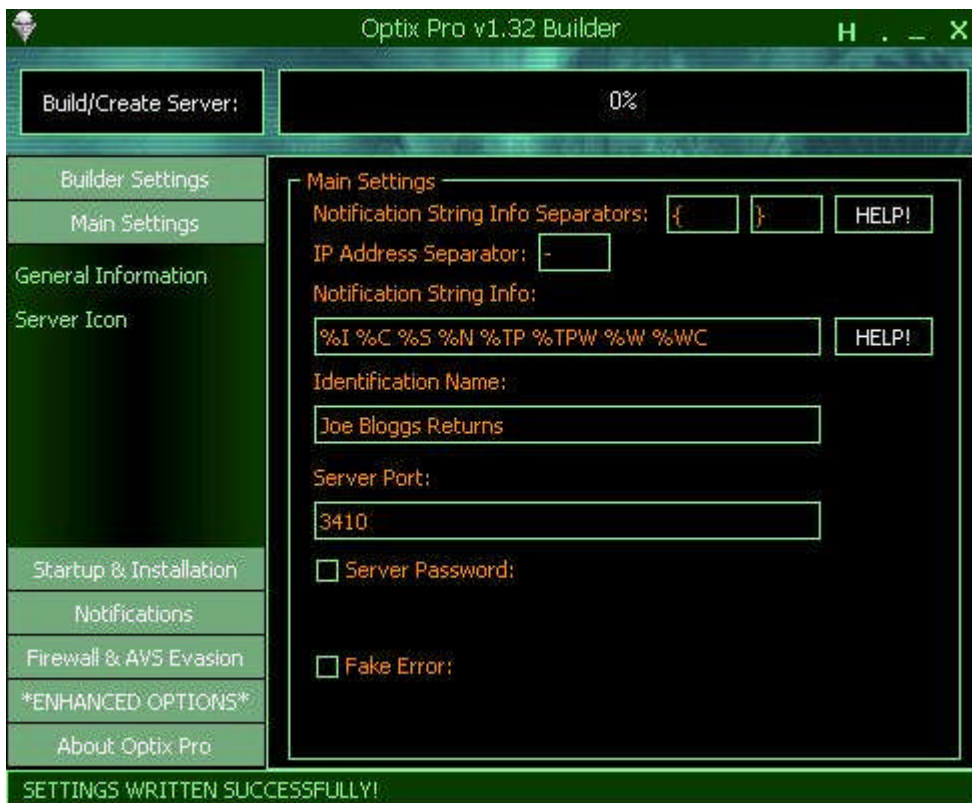 Optix Pro v1.32 Builder
H . _ X
Build/Create Server:
0%
Builder Settings
Main Settings
General Information
Server Icon
Startup & Installation
Notifications
Firewall & AVS Evasion
*ENHANCED OPTIONS*
About Optix Pro
Main Settings
Notification String Info Separators: { } HELP!
IP Address Separator: -
Notification String Info:
%I %C %S %N %TP %TPW %W %WC HELP!
Identification Name:
Joe Bloggs Returns
Server Port:
3410
Server Password:
Fake Error:
SETTINGS WRITTEN SUCCESSFULLY!